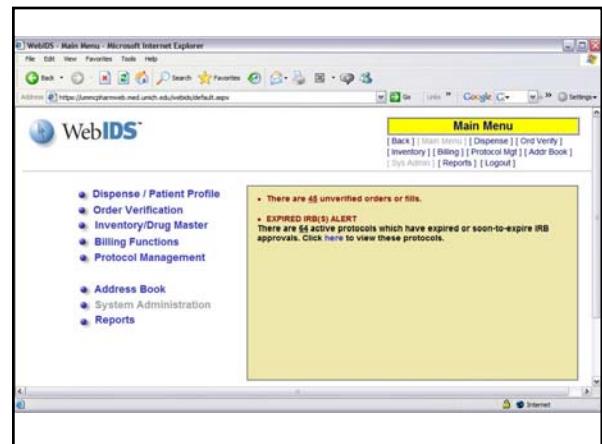 WebIDS - Main Menu - Microsoft Internet Explorer
File Edit View Favorites Tools Help
Back Search Favorites
Address https://ummcpharmweb.med.umich.edu/webids/default.aspx Go Links » Google G » Settings
WebIDS
Main Menu
[ Back ] [ Main Menu ] [ Dispense ] [ Ord Verify ]
[ Inventory ] [ Billing ] [ Protocol Mgt ] [ Addr Book ]
[ Sys Admin ] [ Reports ] [ Logout ]
Dispense / Patient Profile
Order Verification
Inventory/Drug Master
Billing Functions
Protocol Management
Address Book
System Administration
Reports
• There are 45 unverified orders or fills.
• EXPIRED IRB(S) ALERT
There are 64 active protocols which have expired or soon-to-expire IRB
approvals. Click here to view these protocols.
Internet